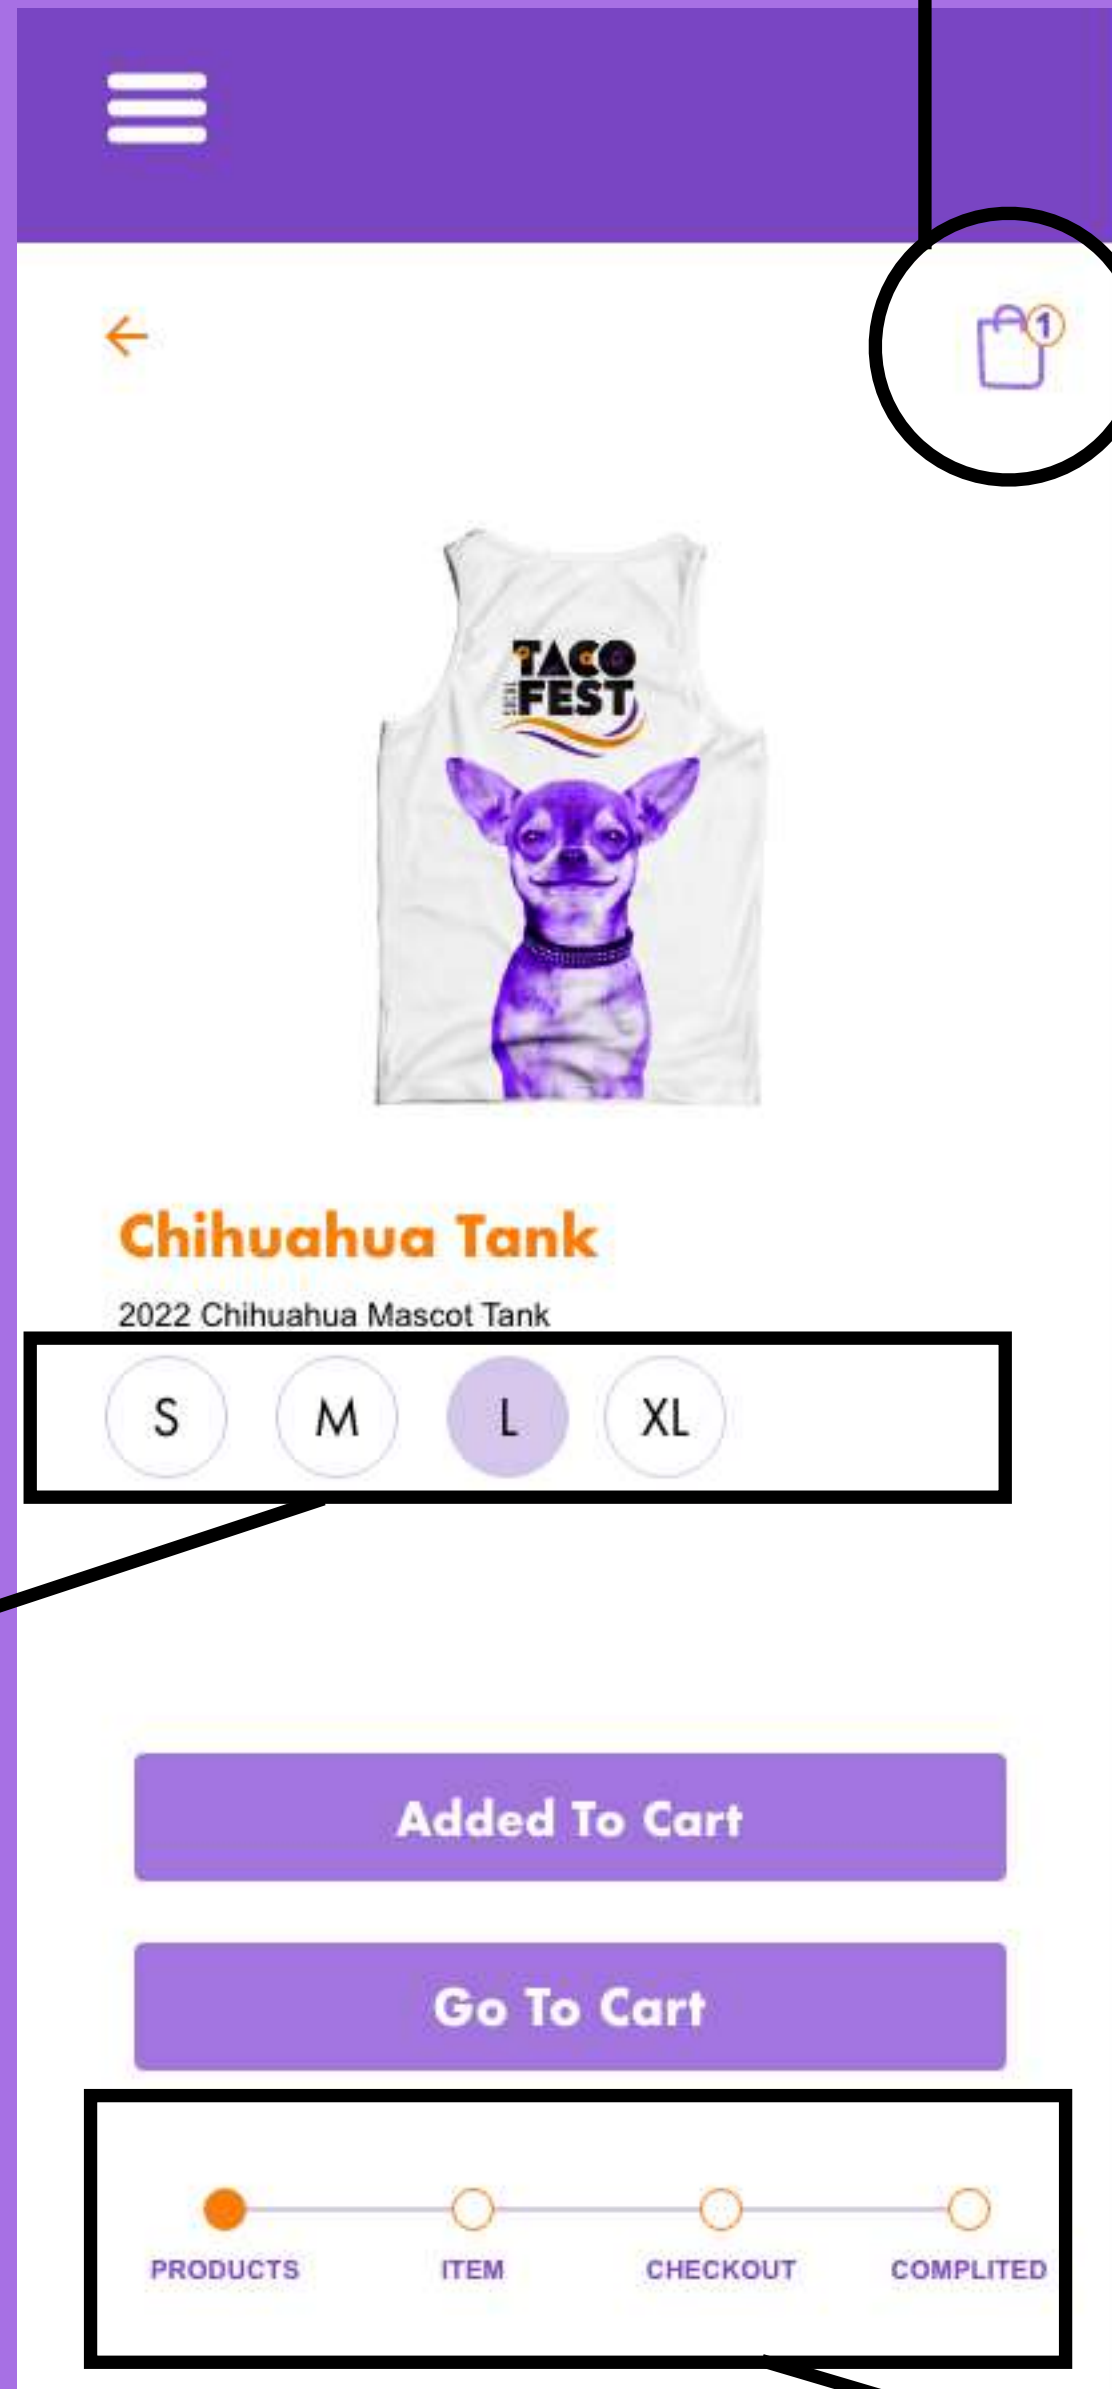 1
TACO
FEST
Chihuahua Tank
2022 Chihuahua Mascot Tank
S M L XL
Added To Cart
Go To Cart
PRODUCTS ITEM CHECKOUT COMPLITED